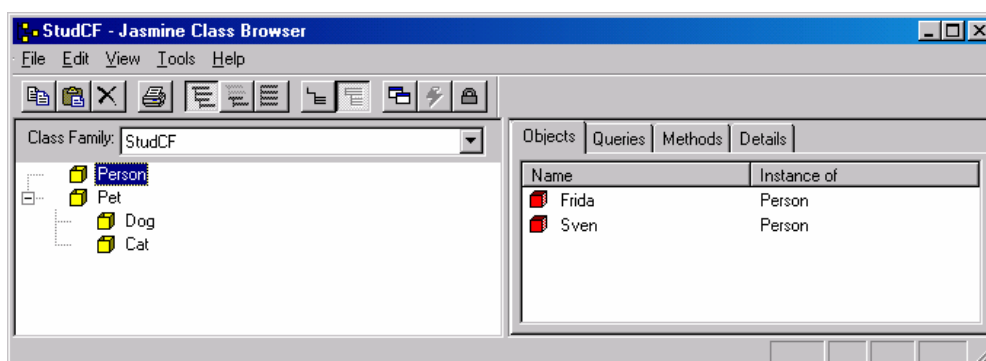 StudCF - Jasmine Class Browser
File Edit View Tools Help
Class Family: StudCF
Person
Pet
Dog
Cat
Objects Queries Methods Details
Name Instance of
Frida Person
Sven Person